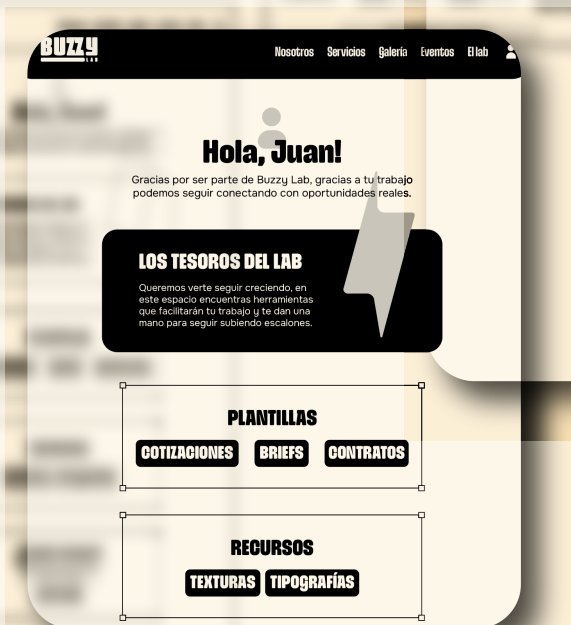 BUZZY
LAB
Nosotros Servicios Galería Eventos El lab
Hola, Juan!
Gracias por ser parte de Buzzy Lab, gracias a tu trabajo
podemos seguir conectando con oportunidades reales.
LOS TESOROS DEL LAB
Queremos verte seguir creciendo, en
este espacio encuentras herramientas
que facilitarán tu trabajo y te dan una
mano para seguir subiendo escalones.
PLANTILLAS
COTIZACIONES BRIEFS CONTRATOS
RECURSOS
TEXTURAS TIPOGRAFÍAS